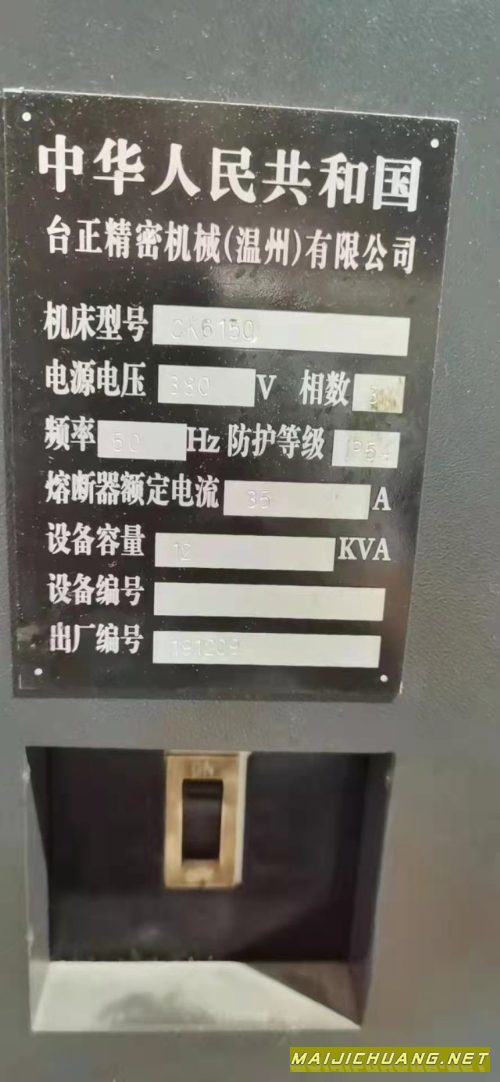 中华人民共和国
台正精密机械(温州)有限公司
机床型号 CK6150
电源电压 380 V 相数 3
频率 50 Hz 防护等级 IP54
熔断器额定电流 35 A
设备容量 12 KVA
设备编号
出厂编号 191209
ON
MAIJICHUANG.NET